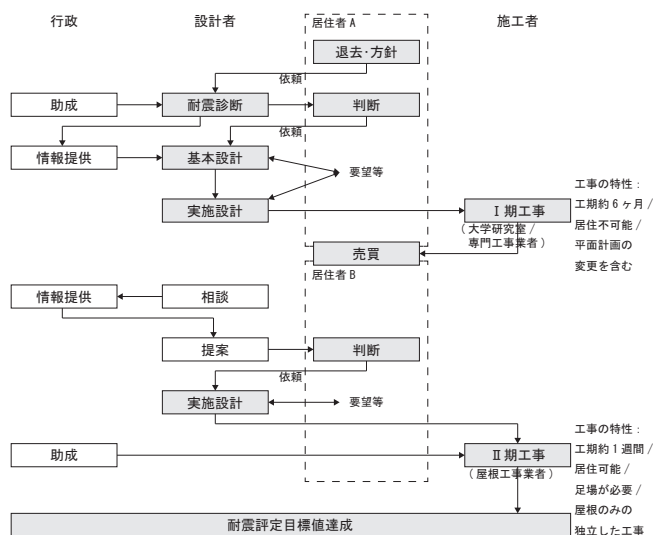 行政
設計者
居住者A
施工者
退去・方針
依頼
助成
耐震診断
判断
依頼
情報提供
基本設計
要望等
実施設計
Ⅰ期工事
(大学研究室/
専門工事業者)
工事の特性:
工期約6ヶ月/
居住不可能/
平面計画の
変更を含む
売買
居住者B
情報提供
相談
提案
判断
依頼
実施設計
要望等
助成
Ⅱ期工事
(屋根工事業者)
工事の特性:
工期約1週間/
居住可能/
足場が必要/
屋根のみの
独立した工事
耐震評定目標値達成